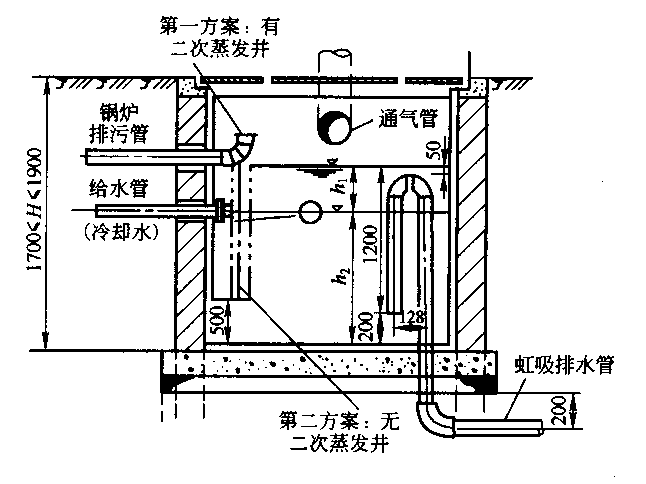 第一方案：有
二次蒸发井
锅炉
排污管
通气管
50
给水管
(冷却水)
h₁
1700<H<1900
1200
h₂
500
200
128
虹吸排水管
第二方案：无
二次蒸发井
200